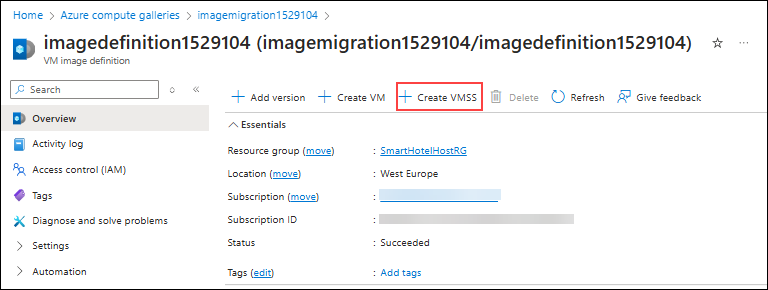 Home > Azure compute galleries > imagemigration1529104 >
imagedefinition1529104 (imagemigration1529104/imagedefinition1529104)
VM image definition
Search
Overview
Activity log
Access control (IAM)
Tags
Diagnose and solve problems
Settings
Automation
Add version Create VM Create VMSS Delete Refresh Give feedback
Essentials
Resource group (move) : SmartHotelHostRG
Location (move) : West Europe
Subscription (move) :
Subscription ID :
Status : Succeeded
Tags (edit) : Add tags